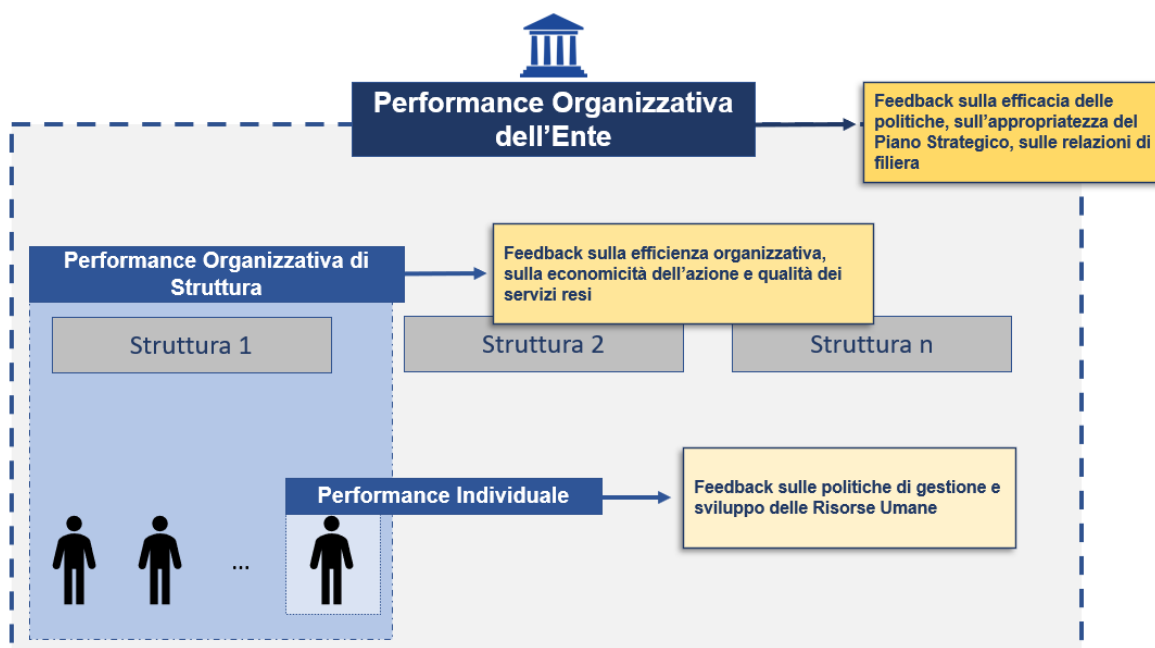 Performance Organizzativa
dell'Ente
Feedback sulla efficacia delle
politiche, sull'appropriatezza del
Piano Strategico, sulle relazioni di
filiera
Performance Organizzativa di
Struttura
Feedback sulla efficienza organizzativa,
sulla economicità dell'azione e qualità dei
servizi resi
Struttura 1
Struttura 2
Struttura n
Performance Individuale
Feedback sulle politiche di gestione e
sviluppo delle Risorse Umane
...